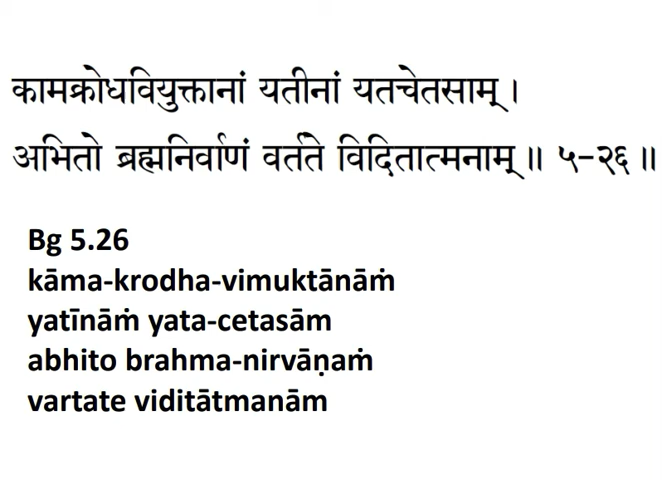 कामक्रोधवियुक्तानां यतीनां यतचेतसाम् ।
अभितो ब्रह्मनिर्वाणं वर्तते विदितात्मनाम् ॥ ५-२६ ॥
Bg 5.26
kāma-krodha-vimuktānāṁ
yatīnāṁ yata-cetasām
abhito brahma-nirvāṇaṁ
vartate viditātmanām